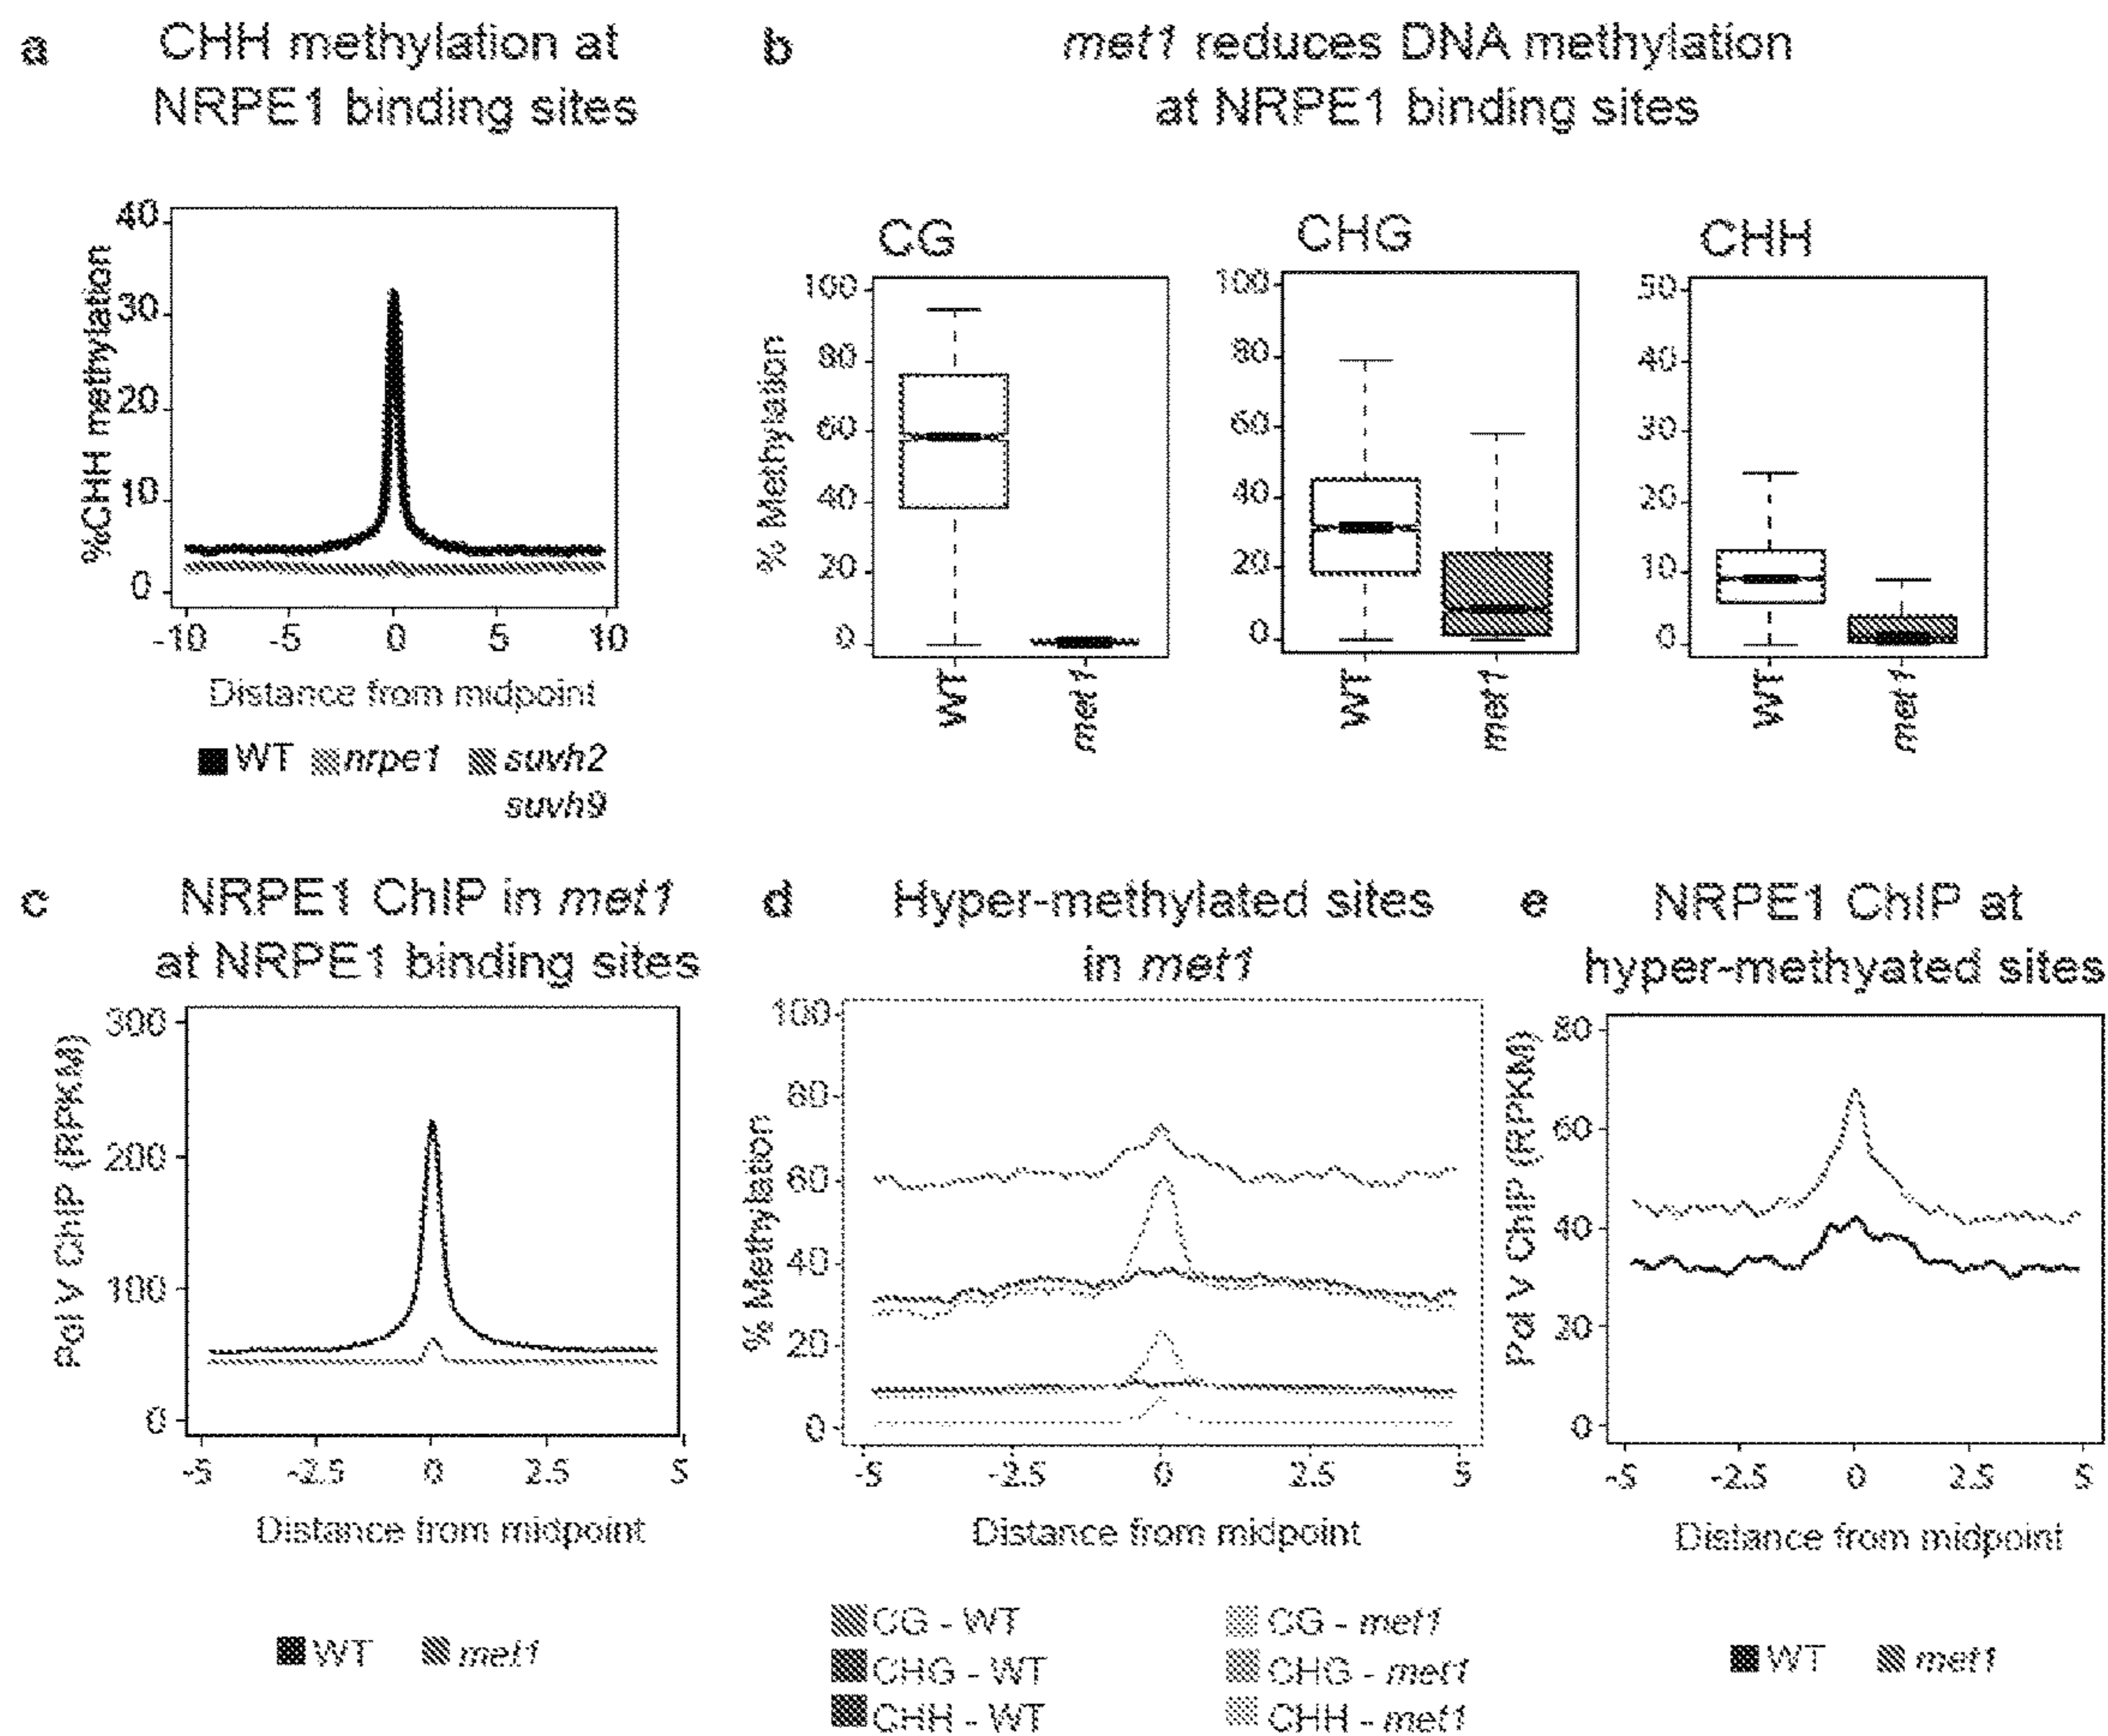 a
CHH methylation at
NRPE1 binding sites
%CHH methylation
40
30
20
10
0
-10 -5 0 5 10
Distance from midpoint
WT nrpe1 suvh2
suvh9
b
met1 reduces DNA methylation
at NRPE1 binding sites
CG
% Methylation
100
80
60
40
20
0
WT met1
CHG
100
80
60
40
20
0
WT met1
CHH
50
40
30
20
10
0
WT met1
c
NRPE1 ChIP in met1
at NRPE1 binding sites
Pol V ChIP (RPKM)
300
200
100
0
-5 -2.5 0 2.5 5
Distance from midpoint
WT met1
d
Hyper-methylated sites
in met1
% Methylation
100
80
60
40
20
0
-5 -2.5 0 2.5 5
Distance from midpoint
CG - WT CG - met1
CHG - WT CHG - met1
CHH - WT CHH - met1
e
NRPE1 ChIP at
hyper-methyated sites
Pol V ChIP (RPKM)
80
60
40
20
0
-5 -2.5 0 2.5 5
Distance from midpoint
WT met1